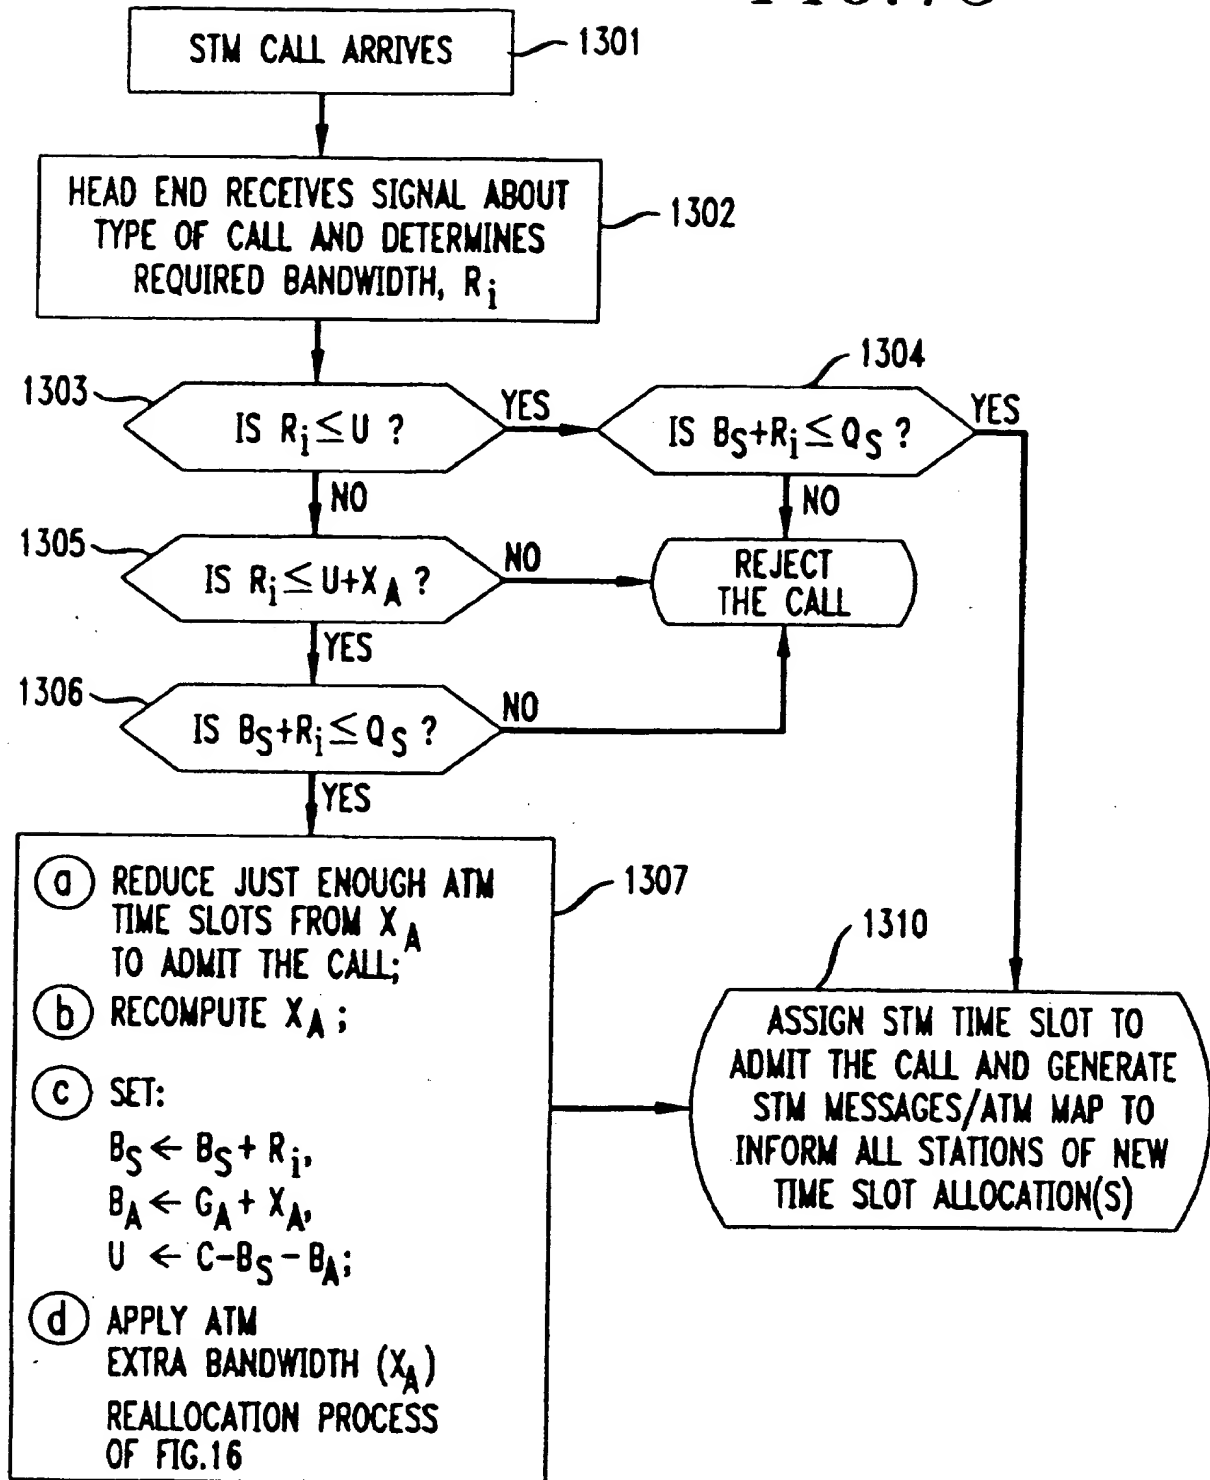 STM CALL ARRIVES
1301
HEAD END RECEIVES SIGNAL ABOUT
TYPE OF CALL AND DETERMINES
REQUIRED BANDWIDTH, Ri
1302
1303
IS Ri≤U ?
YES
1304
IS BS+Ri≤QS ?
YES
NO
NO
1305
IS Ri≤U+XA ?
NO
REJECT
THE CALL
YES
1306
IS BS+Ri≤QS ?
NO
YES
1307
a REDUCE JUST ENOUGH ATM
TIME SLOTS FROM XA
TO ADMIT THE CALL;
b RECOMPUTE XA;
c SET:
BS ← BS + Ri,
BA ← GA + XA,
U ← C-BS-BA;
d APPLY ATM
EXTRA BANDWIDTH (XA)
REALLOCATION PROCESS
OF FIG.16
1310
ASSIGN STM TIME SLOT TO
ADMIT THE CALL AND GENERATE
STM MESSAGES/ATM MAP TO
INFORM ALL STATIONS OF NEW
TIME SLOT ALLOCATION(S)